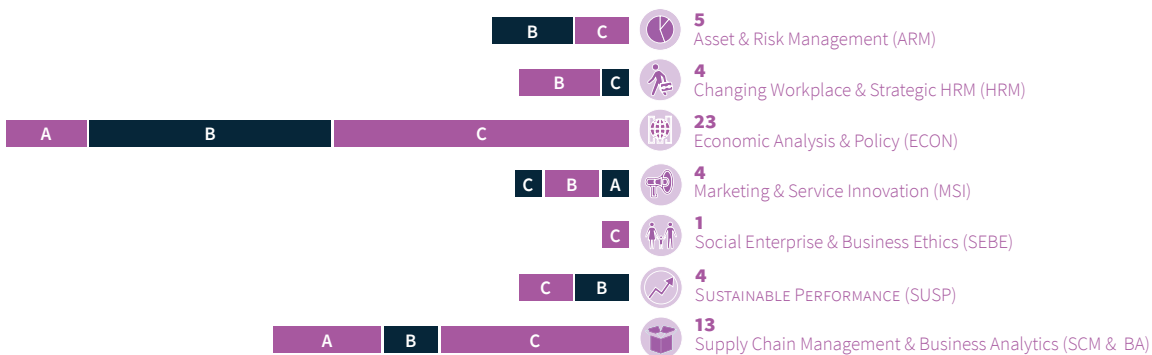 B C 5
Asset & Risk Management (ARM)
B C 4
Changing Workplace & Strategic HRM (HRM)
A B C 23
Economic Analysis & Policy (ECON)
C B A 4
Marketing & Service Innovation (MSI)
C 1
Social Enterprise & Business Ethics (SEBE)
C B 4
Sustainable Performance (SUSP)
A B C 13
Supply Chain Management & Business Analytics (SCM & BA)